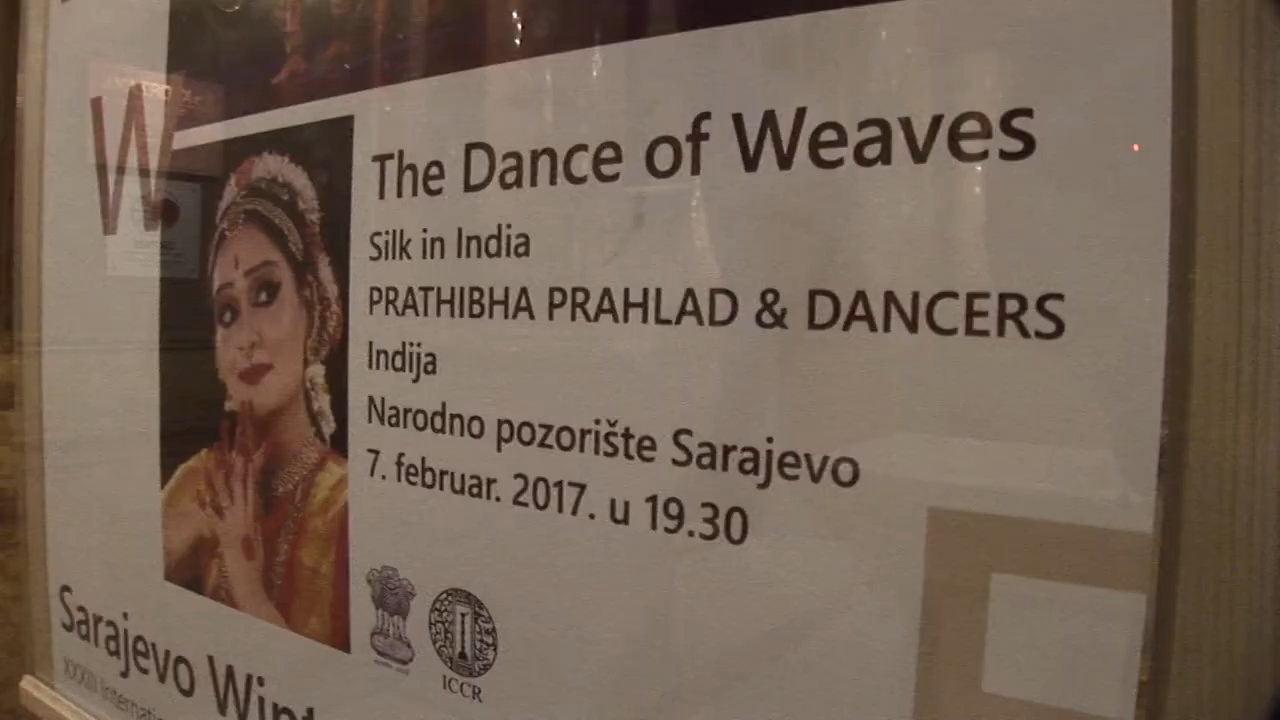 W
The Dance of Weaves
Silk in India
PRATHIBHA PRAHLAD & DANCERS
Indija
Narodno pozorište Sarajevo
7. februar. 2017. u 19.30
ICCR
Sarajevo
XXXIII